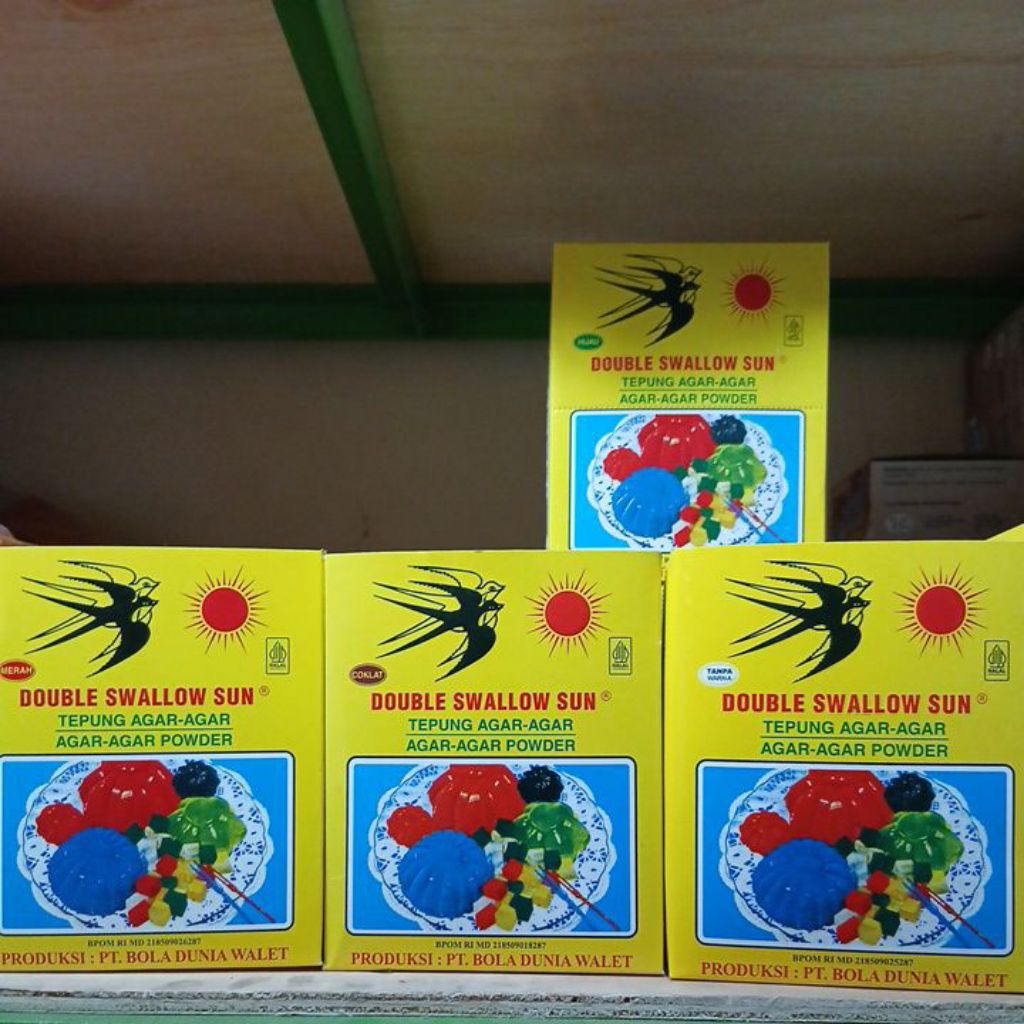 HIJAU
DOUBLE SWALLOW SUN ®
TEPUNG AGAR-AGAR
AGAR-AGAR POWDER
MERAH
HALAL
DOUBLE SWALLOW SUN ®
TEPUNG AGAR-AGAR
AGAR-AGAR POWDER
BPOM RI MD 218509026287
PRODUKSI : PT. BOLA DUNIA WALET
COKLAT
HALAL
DOUBLE SWALLOW SUN ®
TEPUNG AGAR-AGAR
AGAR-AGAR POWDER
BPOM RI MD 218509018287
PRODUKSI : PT. BOLA DUNIA WALET
TANPA
WARNA
HALAL
DOUBLE SWALLOW SUN ®
TEPUNG AGAR-AGAR
AGAR-AGAR POWDER
BPOM RI MD 218509025287
PRODUKSI : PT. BOLA DUNIA WALET